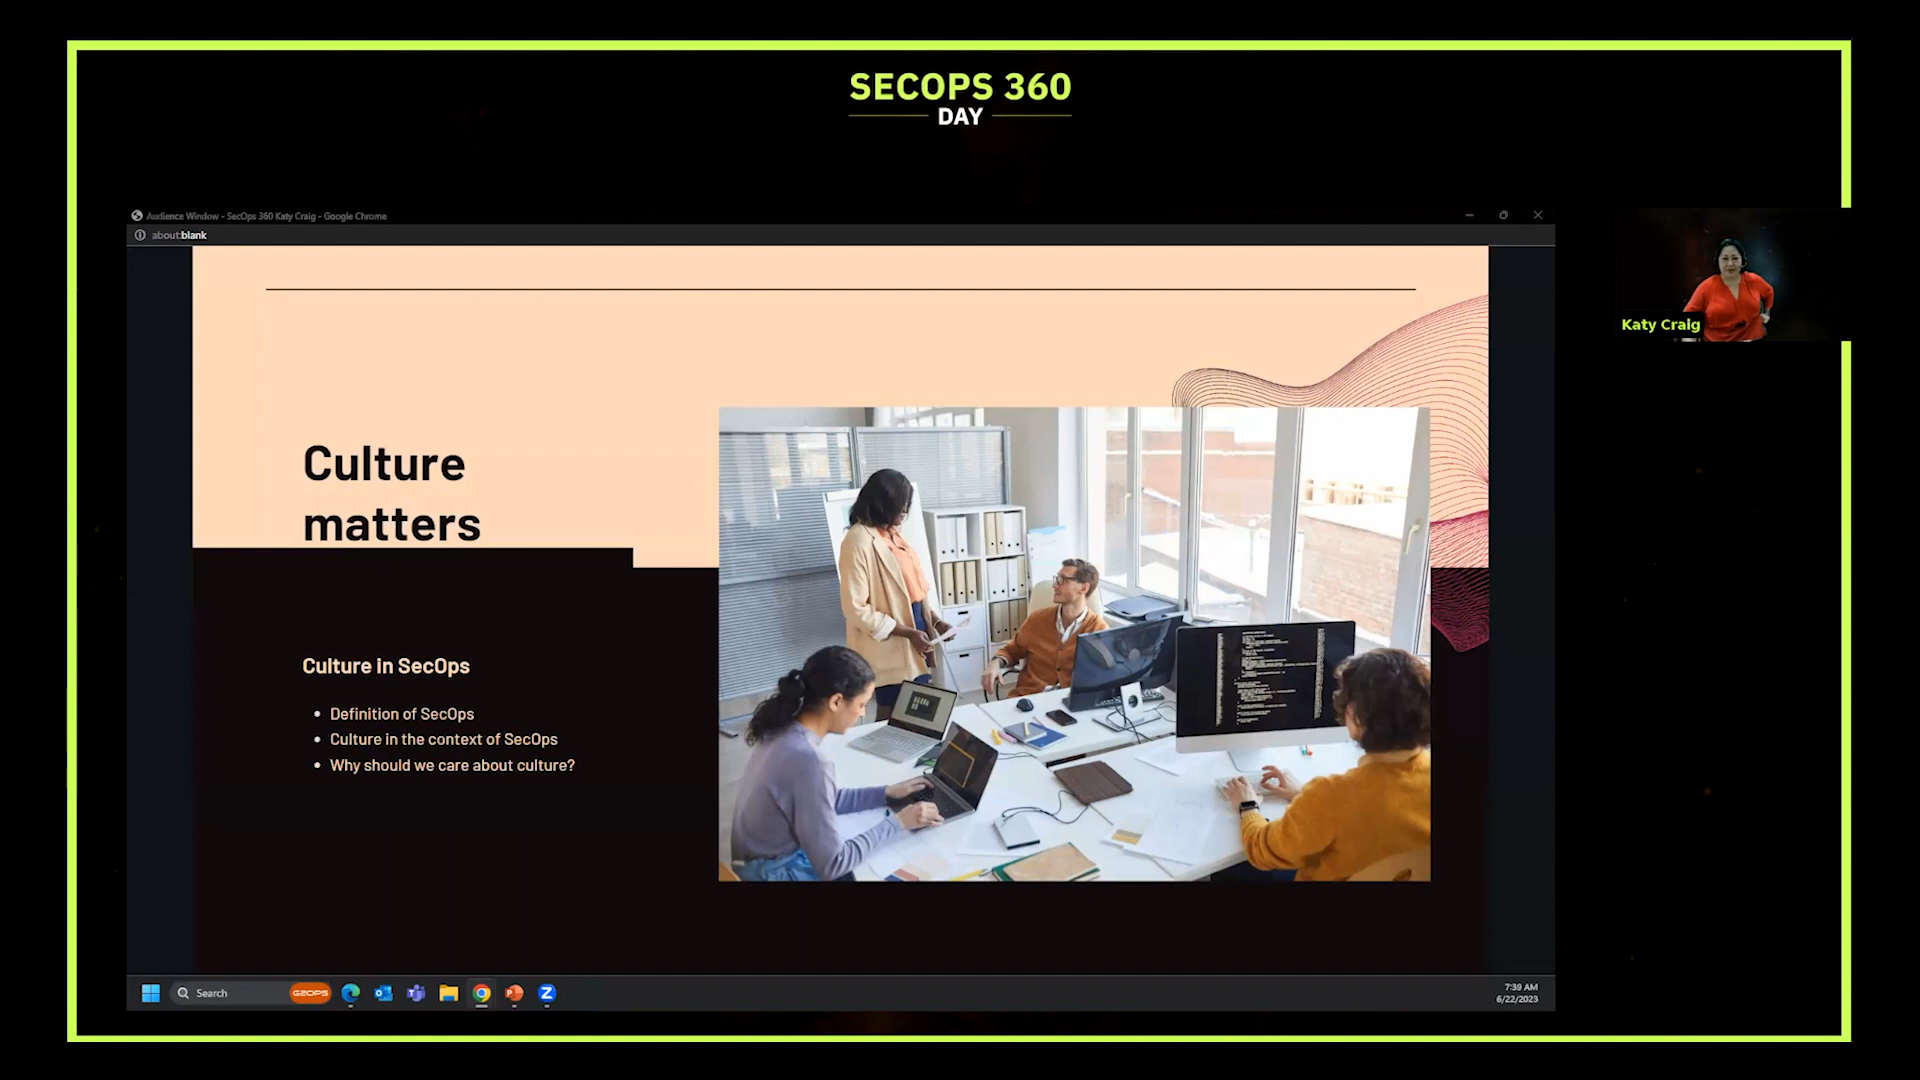 SECOPS 360
DAY
Audience Window - SecOps 360 Katy Craig - Google Chrome
about:blank
Katy Craig
Culture
matters
Culture in SecOps
• Definition of SecOps
• Culture in the context of SecOps
• Why should we care about culture?
Search
7:39 AM
6/22/2023